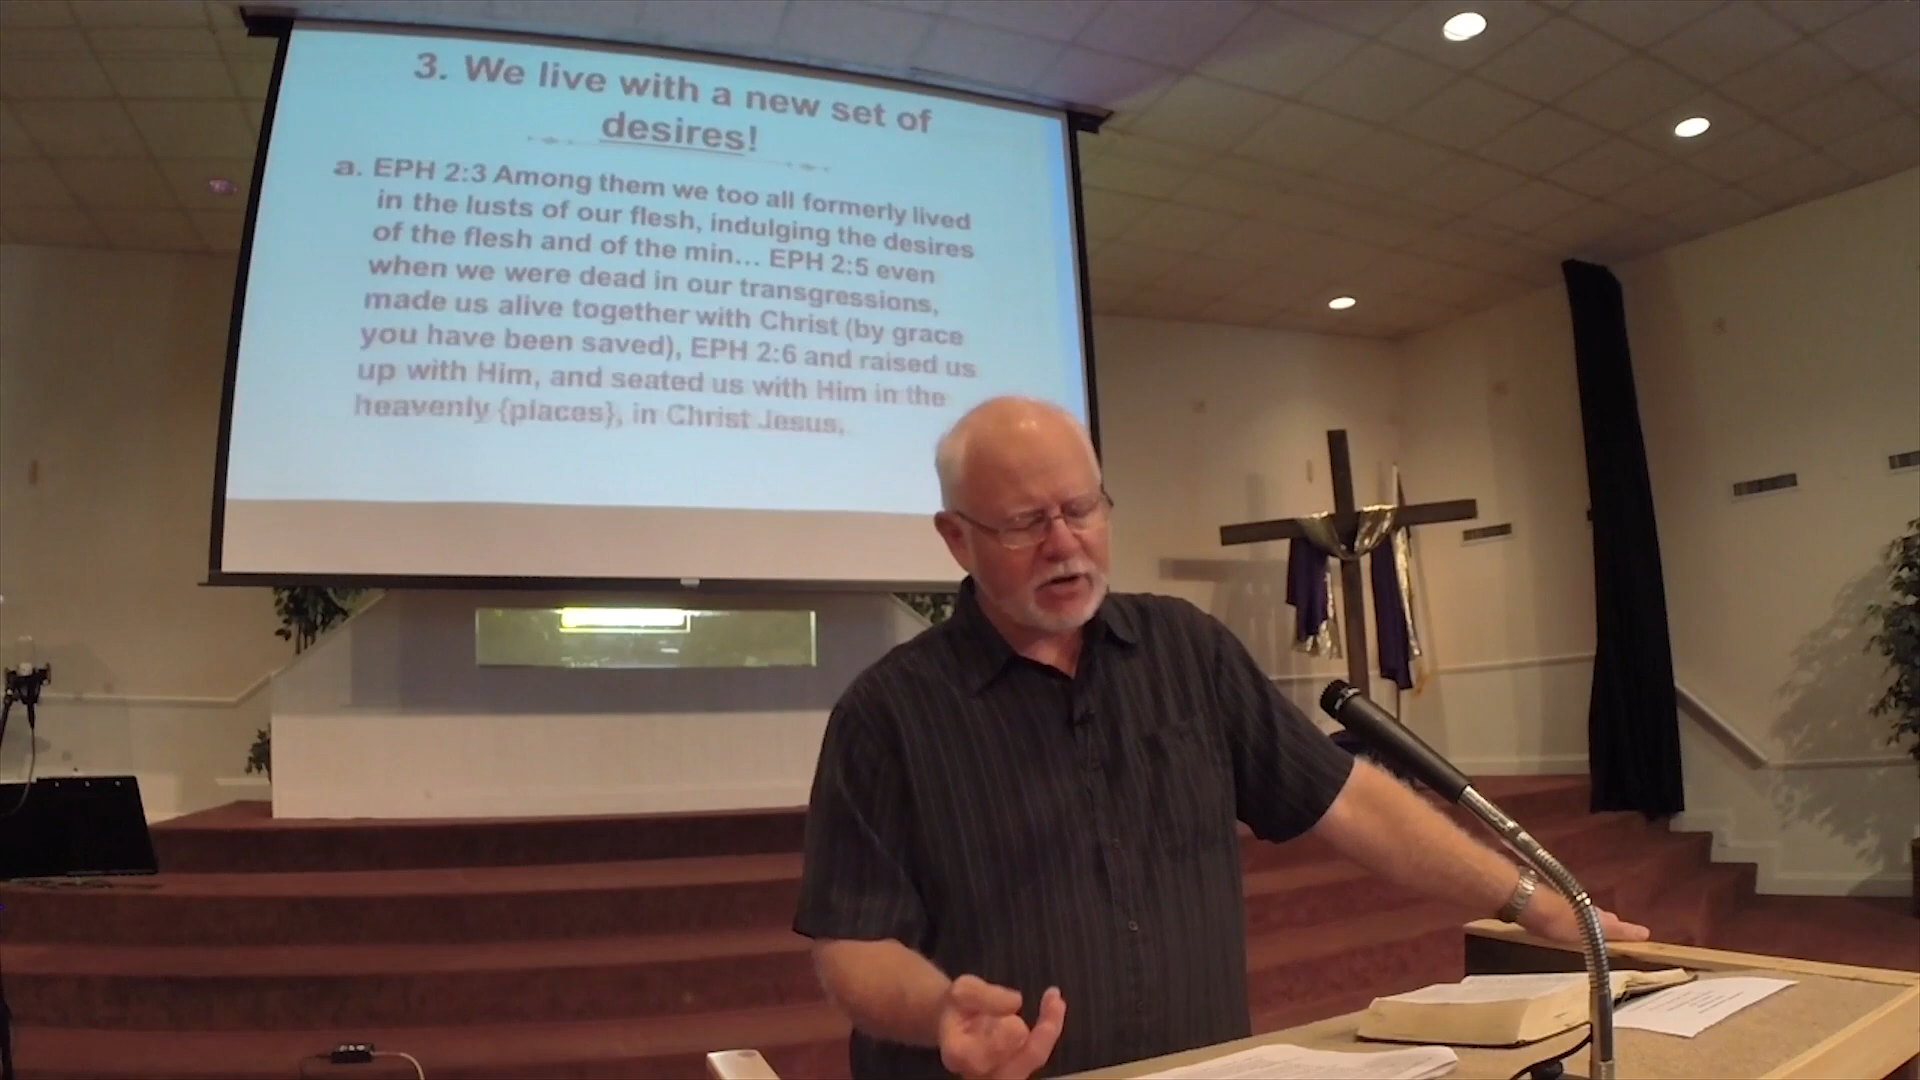 3. We live with a new set of
desires!
a. EPH 2:3 Among them we too all formerly lived
in the lusts of our flesh, indulging the desires
of the flesh and of the min... EPH 2:5 even
when we were dead in our transgressions,
made us alive together with Christ (by grace
you have been saved), EPH 2:6 and raised us
up with Him, and seated us with Him in the
heavenly {places}, in Christ Jesus,